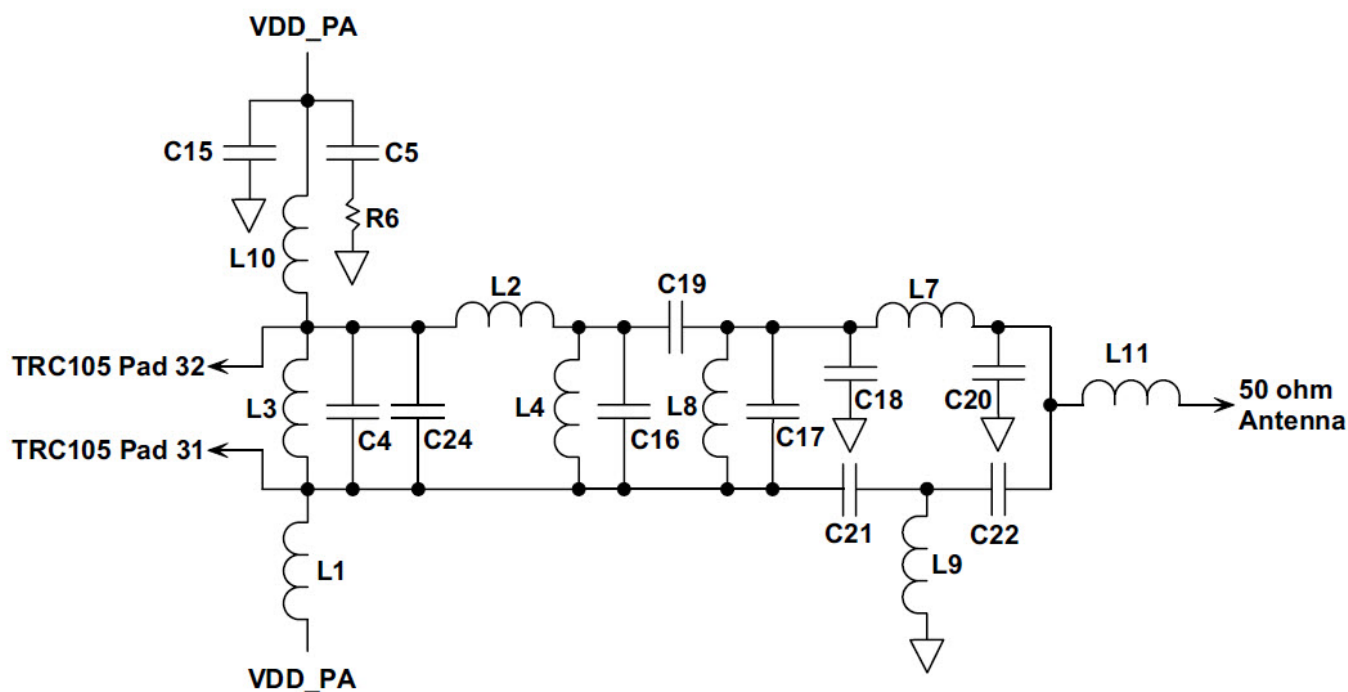 VDD_PA
C15
C5
R6
L10
C19
L7
L2
L11
TRC105 Pad 32
50 ohm
Antenna
L3
L4
L8
C18
C20
C4
C24
C16
C17
TRC105 Pad 31
C21
C22
L9
L1
VDD_PA